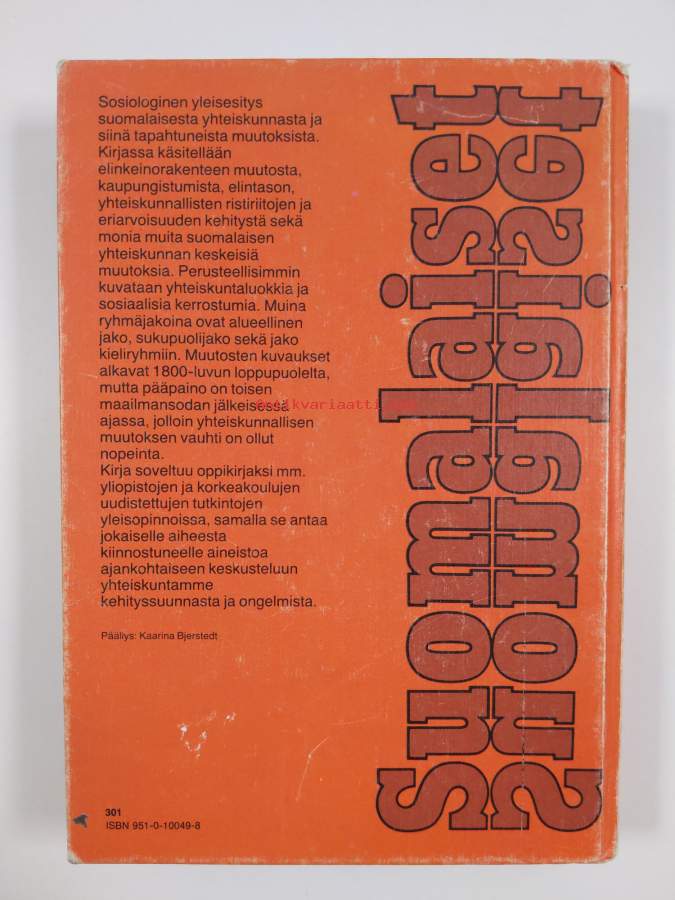 Sosiologinen yleisesitys
suomalaisesta yhteiskunnasta ja
siinä tapahtuneista muutoksista.
Kirjassa käsitellään
elinkeinorakenteen muutosta,
kaupungistumista, elintason,
yhteiskunnallisten ristiriitojen ja
eriarvoisuuden kehitystä sekä
monia muita suomalaisen
yhteiskunnan keskeisiä
muutoksia. Perusteellisimmin
kuvataan yhteiskuntaluokkia ja
sosiaalisia kerrostumia. Muina
ryhmäjakoina ovat alueellinen
jako, sukupuolijako sekä jako
kieliryhmiin. Muutosten kuvaukset
alkavat 1800-luvun loppupuolelta,
mutta pääpaino on toisen
maailmansodan jälkeisessä
ajassa, jolloin yhteiskunnallisen
muutoksen vauhti on ollut
nopeinta.
Kirja soveltuu oppikirjaksi mm.
yliopistojen ja korkeakoulujen
uudistettujen tutkintojen
yleisopinnoissa, samalla se antaa
jokaiselle aiheesta
kiinnostuneelle aineistoa
ajankohtaiseen keskusteluun
yhteiskuntamme
kehityssuunnasta ja ongelmista.
Päällys: Kaarina Bjerstedt
301
ISBN 951-0-10049-8
Suomalaiset
Suomalaiset